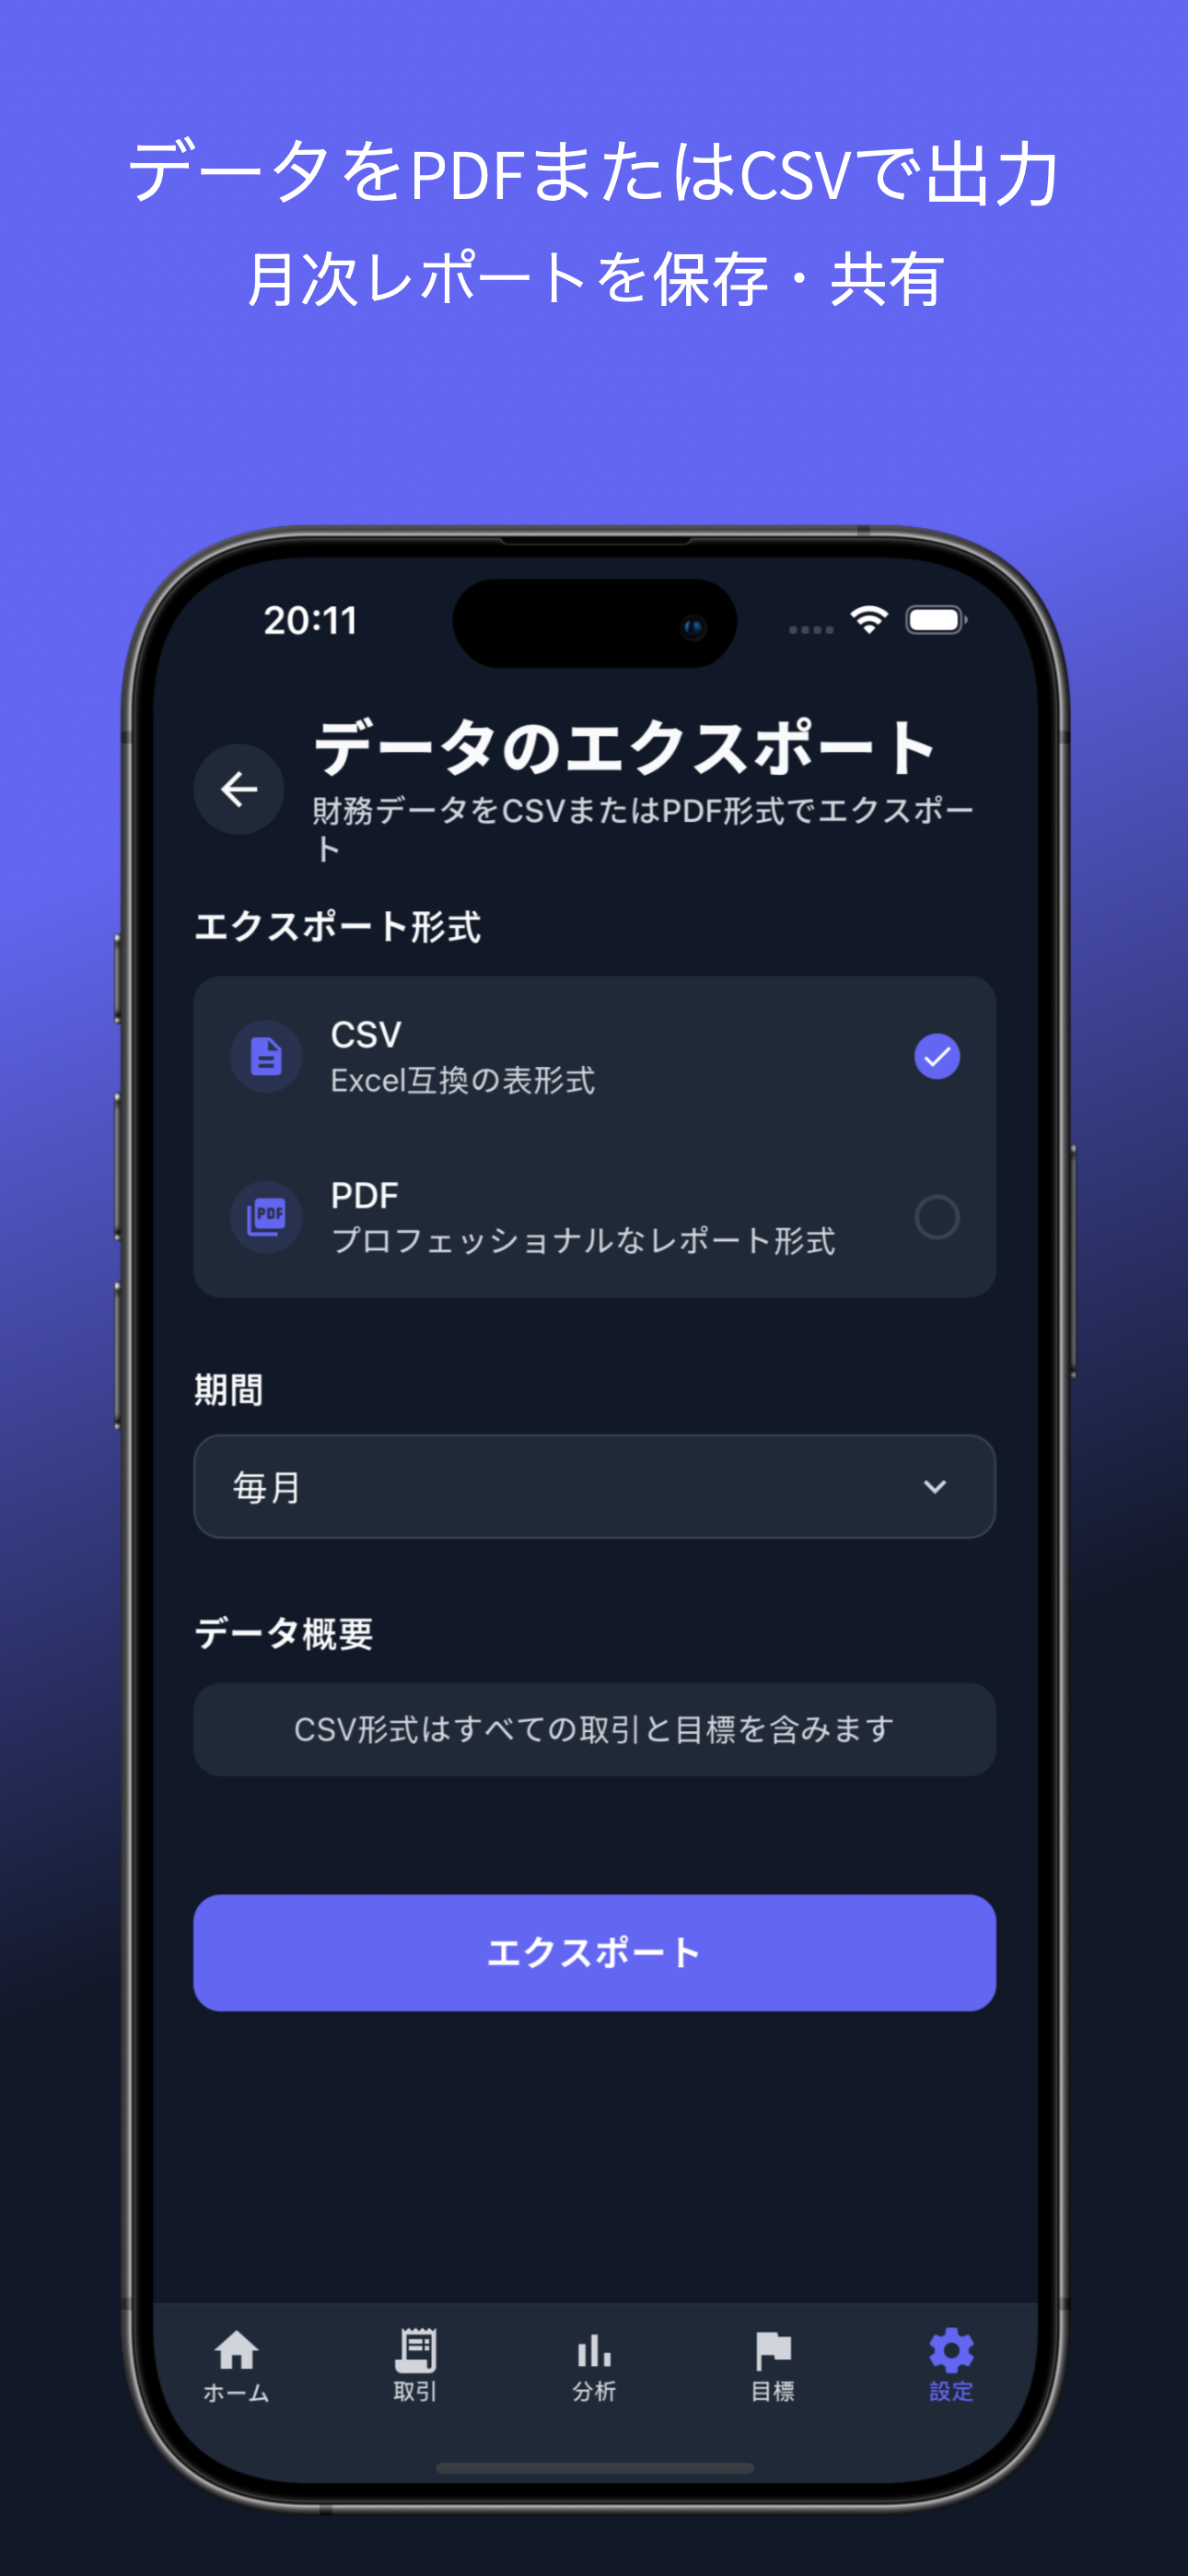 データをPDFまたはCSVで出力
月次レポートを保存・共有
20:11
データのエクスポート
財務データをCSVまたはPDF形式でエクスポー
ト
エクスポート形式
CSV
Excel互換の表形式
PDF
PDF
プロフェッショナルなレポート形式
期間
毎月
データ概要
CSV形式はすべての取引と目標を含みます
エクスポート
ホーム
取引
分析
目標
設定